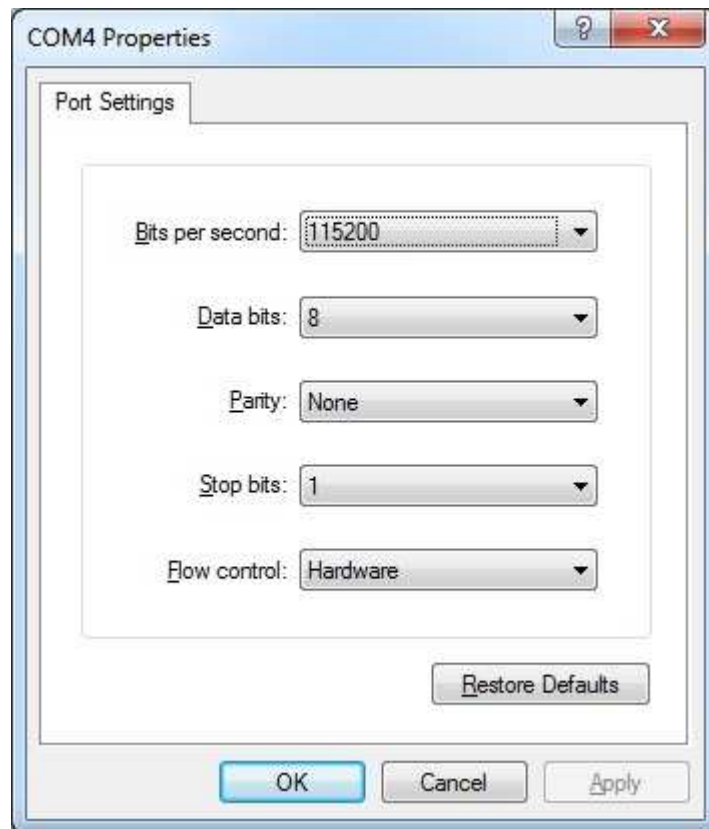 COM4 Properties
Port Settings
Bits per second: 115200
Data bits: 8
Parity: None
Stop bits: 1
Flow control: Hardware
Restore Defaults
OK Cancel Apply